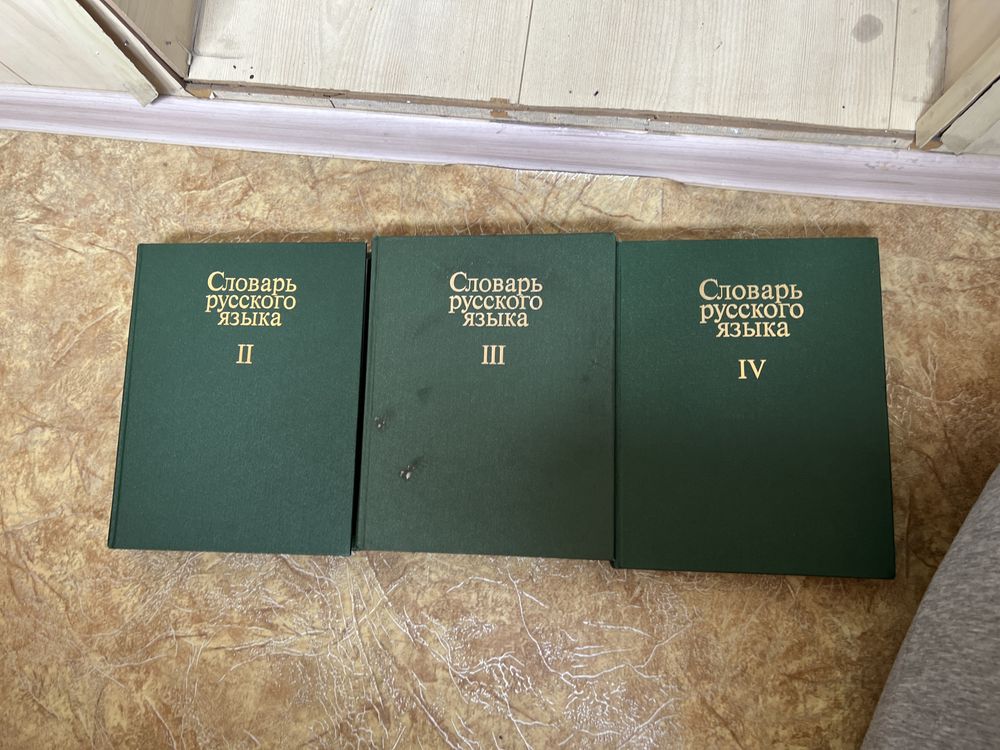 Словарь
русского
языка
II
Словарь
русского
языка
III
Словарь
русского
языка
IV